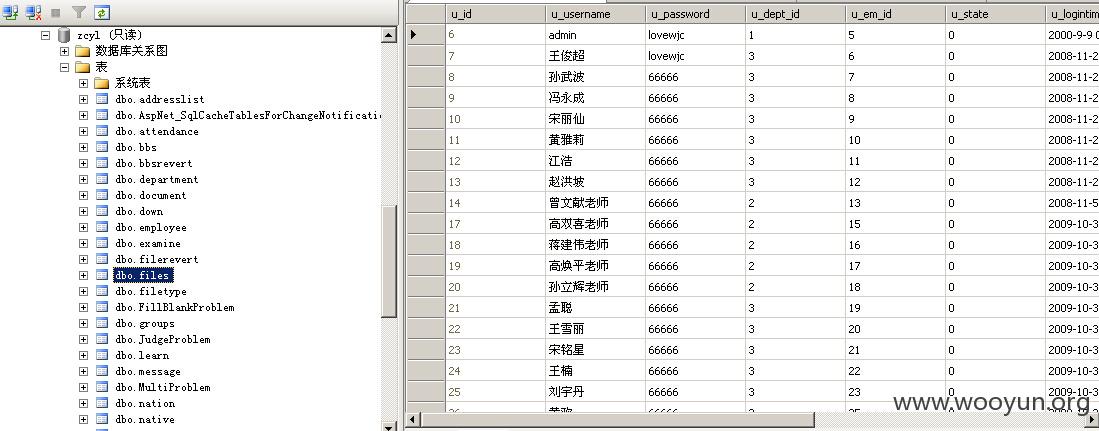 zcyl (只读)
数据库关系图
表
系统表
dbo.addresslist
dbo.AspNet_SqlCacheTablesForChangeNotificatio
dbo.attendance
dbo.bbs
dbo.bbsrevert
dbo.department
dbo.document
dbo.down
dbo.employee
dbo.examine
dbo.filerevert
dbo.files
dbo.filetype
dbo.FillBlankProblem
dbo.groups
dbo.JudgeProblem
dbo.learn
dbo.message
dbo.MultiProblem
dbo.nation
dbo.native
u_id u_username u_password u_dept_id u_em_id u_state u_logintim
6 admin lovewjc 1 5 0 2000-9-9 0
7 王俊超 lovewjc 3 6 0 2008-11-2
8 孙武波 66666 3 7 0 2008-11-2
9 冯永成 66666 3 8 0 2008-11-2
10 宋丽仙 66666 3 9 0 2008-11-2
11 黄雅莉 66666 3 10 0 2008-11-2
12 江浩 66666 3 11 0 2008-11-2
13 赵洪坡 66666 3 12 0 2008-11-2
14 曾文献老师 66666 2 13 0 2008-11-5
17 高双喜老师 66666 2 15 0 2009-10-3
18 蒋建伟老师 66666 2 16 0 2009-10-3
19 高焕平老师 66666 2 17 0 2009-10-3
20 孙立辉老师 66666 2 18 0 2009-10-3
21 孟聪 66666 3 19 0 2009-10-3
22 王雪丽 66666 3 20 0 2009-10-3
23 宋铭星 66666 3 21 0 2009-10-3
24 王楠 66666 3 22 0 2009-10-3
25 刘宇丹 66666 3 23 0 2009-10-3
www.wooyun.org